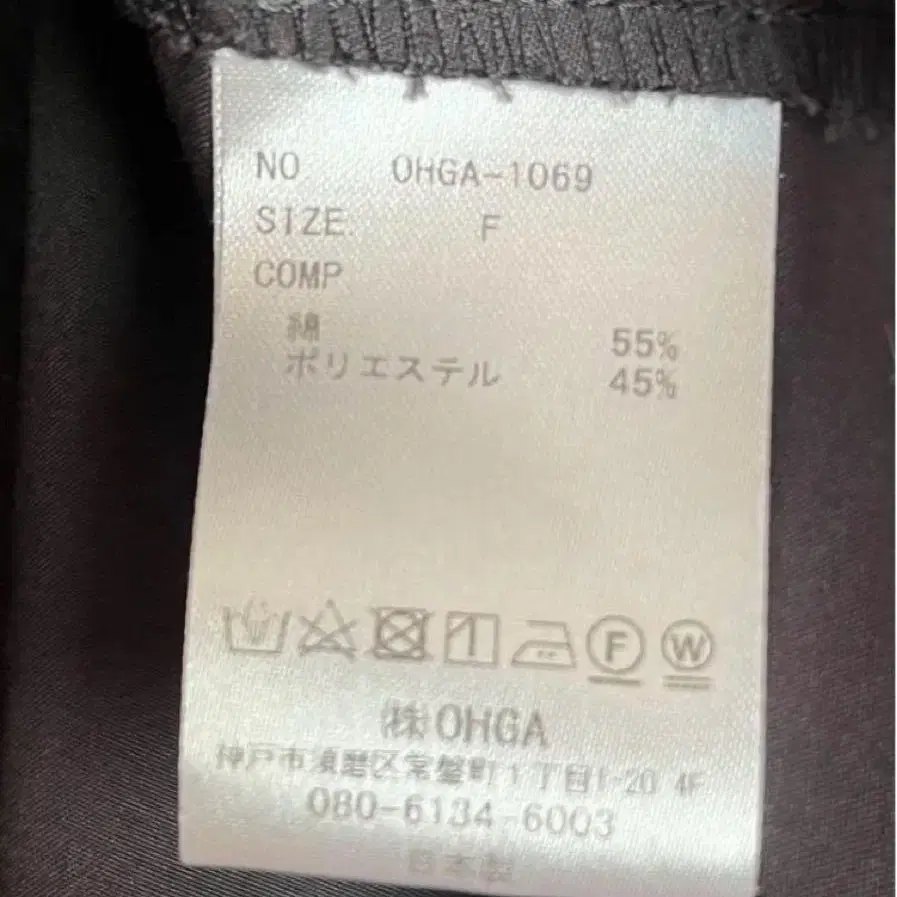 NO OHGA-1069
SIZE. F
COMP
綿 55%
ポリエステル 45%
F W
㈱OHGA
神戸市須磨区常盤町1丁目1-20 4F
080-6134-6003
日本製